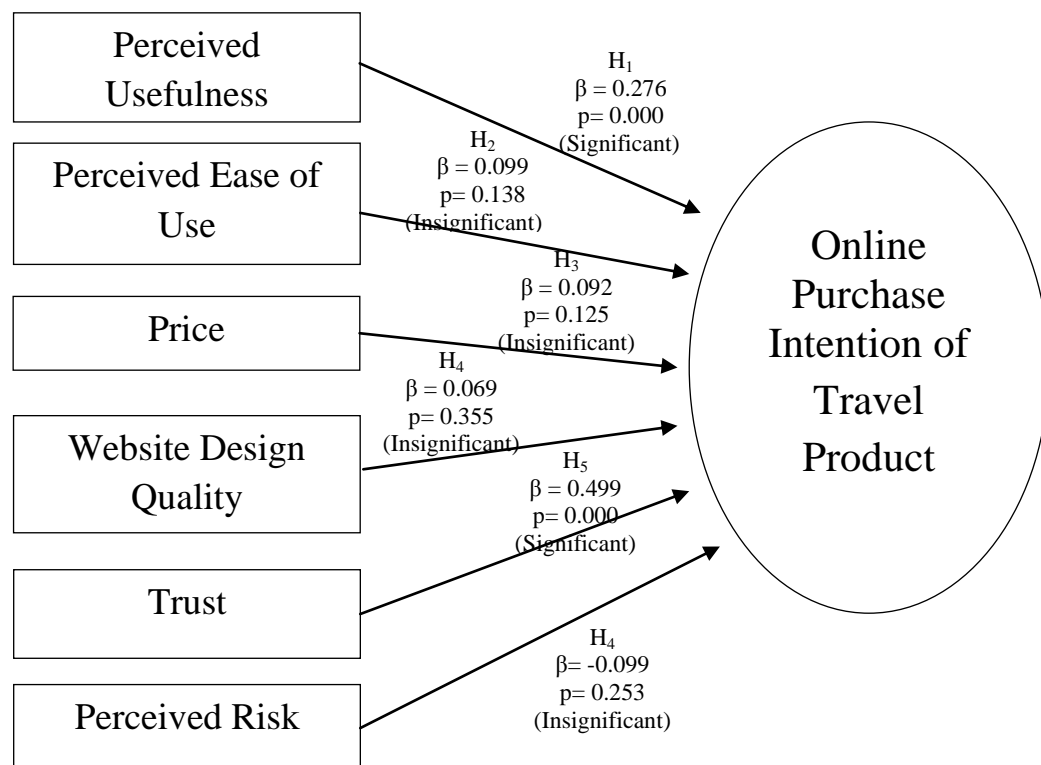 Perceived
Usefulness
H₁
β = 0.276
p= 0.000
(Significant)
Perceived Ease of
Use
H₂
β = 0.099
p= 0.138
(Insignificant)
Price
H₃
β = 0.092
p= 0.125
(Insignificant)
Website Design
Quality
H₄
β = 0.069
p= 0.355
(Insignificant)
Trust
H₅
β = 0.499
p= 0.000
(Significant)
Perceived Risk
H₄
β= -0.099
p= 0.253
(Insignificant)
Online
Purchase
Intention of
Travel
Product